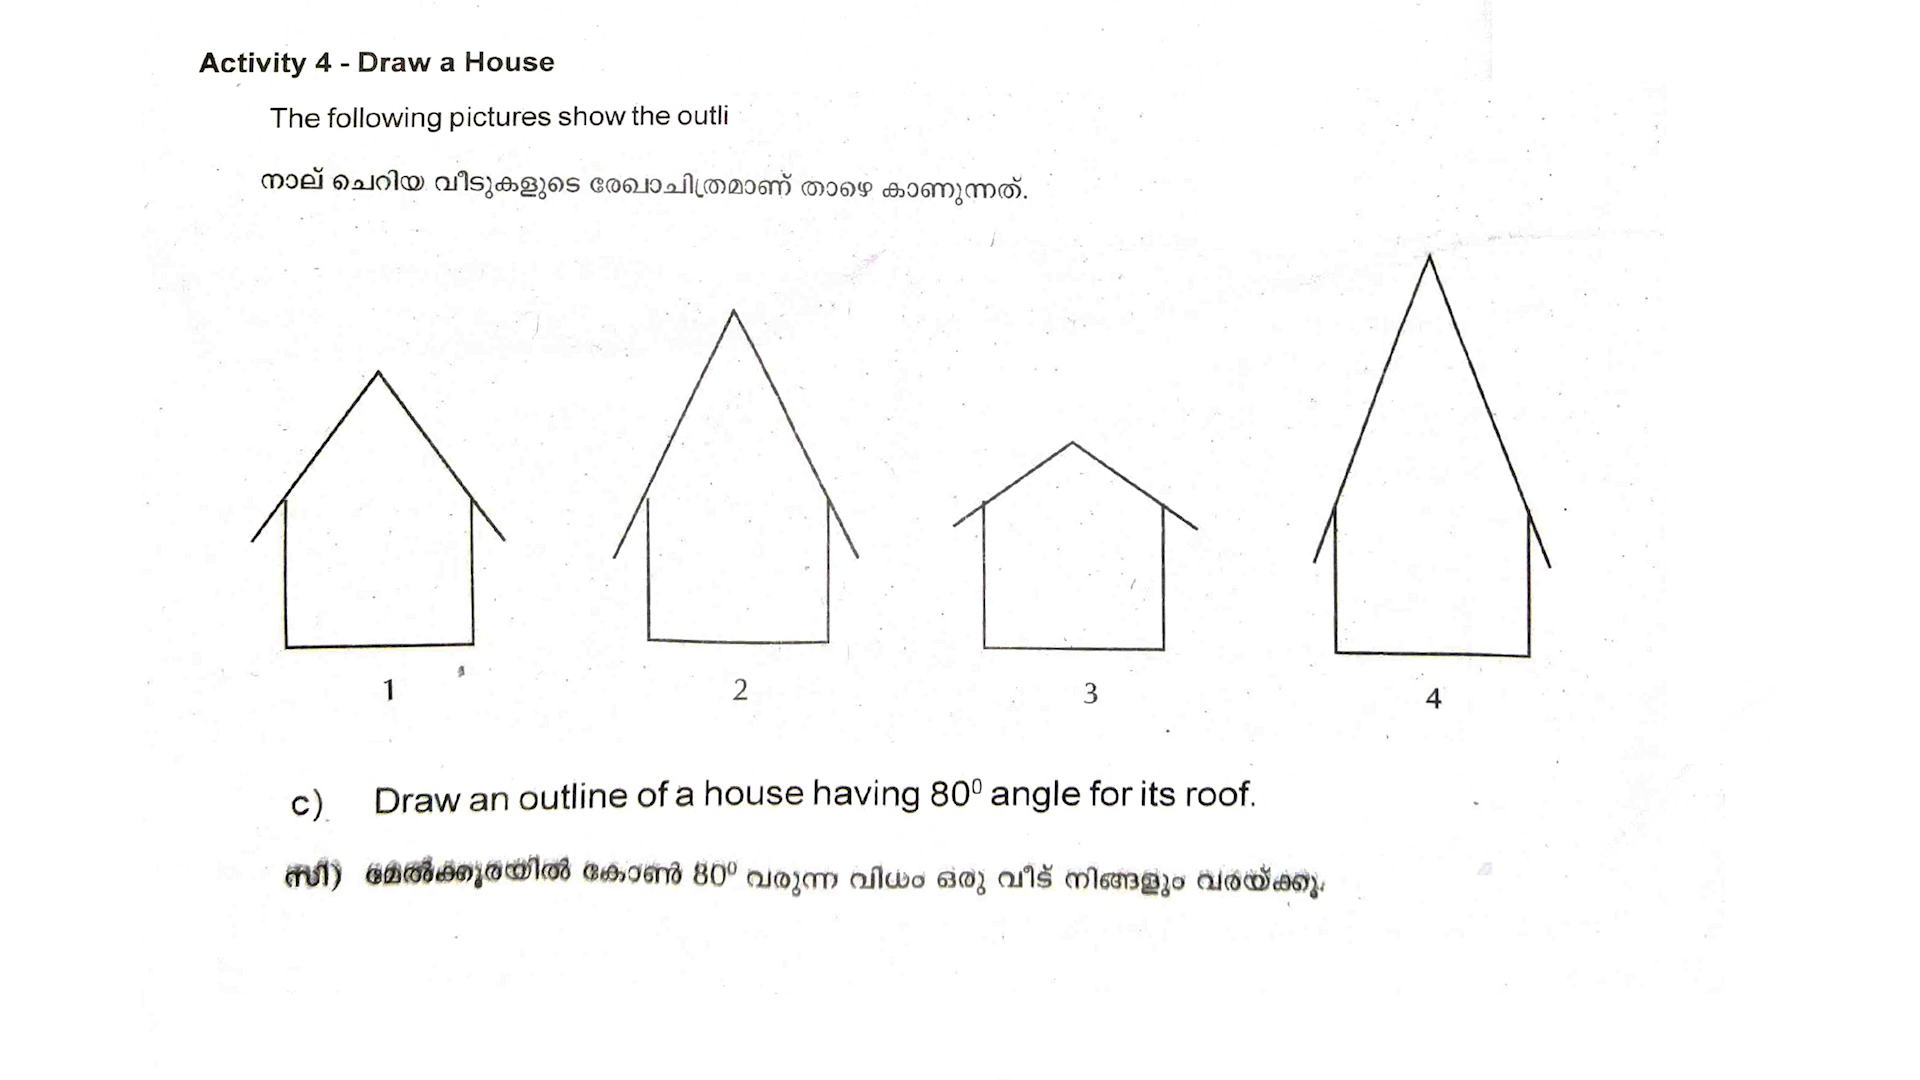 Activity 4 - Draw a House
The following pictures show the outli
നാല് ചെറിയ വീടുകളുടെ രേഖാചിത്രമാണ് താഴെ കാണുന്നത്.
1 2 3 4
c) Draw an outline of a house having 80⁰ angle for its roof.
സി) മേൽക്കൂരയിൽ കോൺ 80⁰ വരുന്ന വിധം ഒരു വീട് നിങ്ങളും വരയ്ക്കൂ.